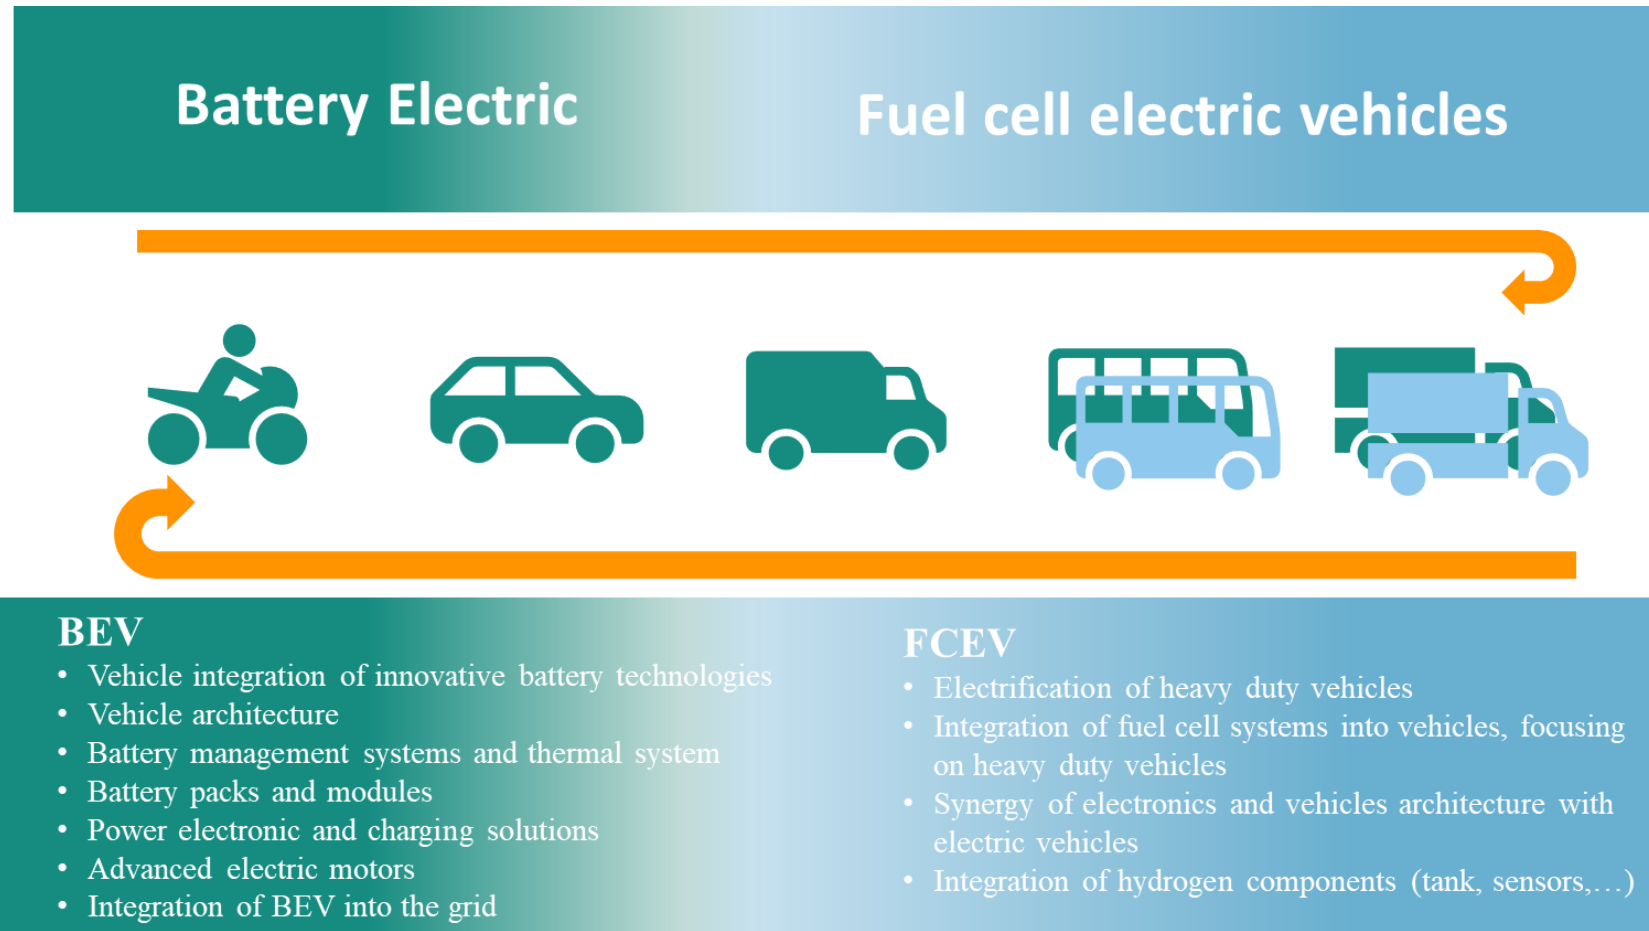 Battery Electric
Fuel cell electric vehicles
BEV
• Vehicle integration of innovative battery technologies
• Vehicle architecture
• Battery management systems and thermal system
• Battery packs and modules
• Power electronic and charging solutions
• Advanced electric motors
• Integration of BEV into the grid
FCEV
• Electrification of heavy duty vehicles
• Integration of fuel cell systems into vehicles, focusing
on heavy duty vehicles
• Synergy of electronics and vehicles architecture with
electric vehicles
• Integration of hydrogen components (tank, sensors,…)